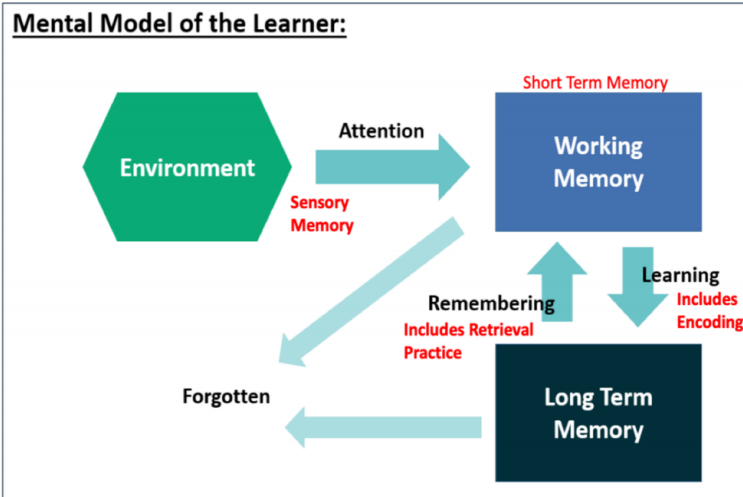 Mental Model of the Learner:
Short Term Memory
Attention
Environment
Working
Memory
Sensory
Memory
Learning
Includes
Encoding
Remembering
Includes Retrieval
Practice
Forgotten
Long Term
Memory